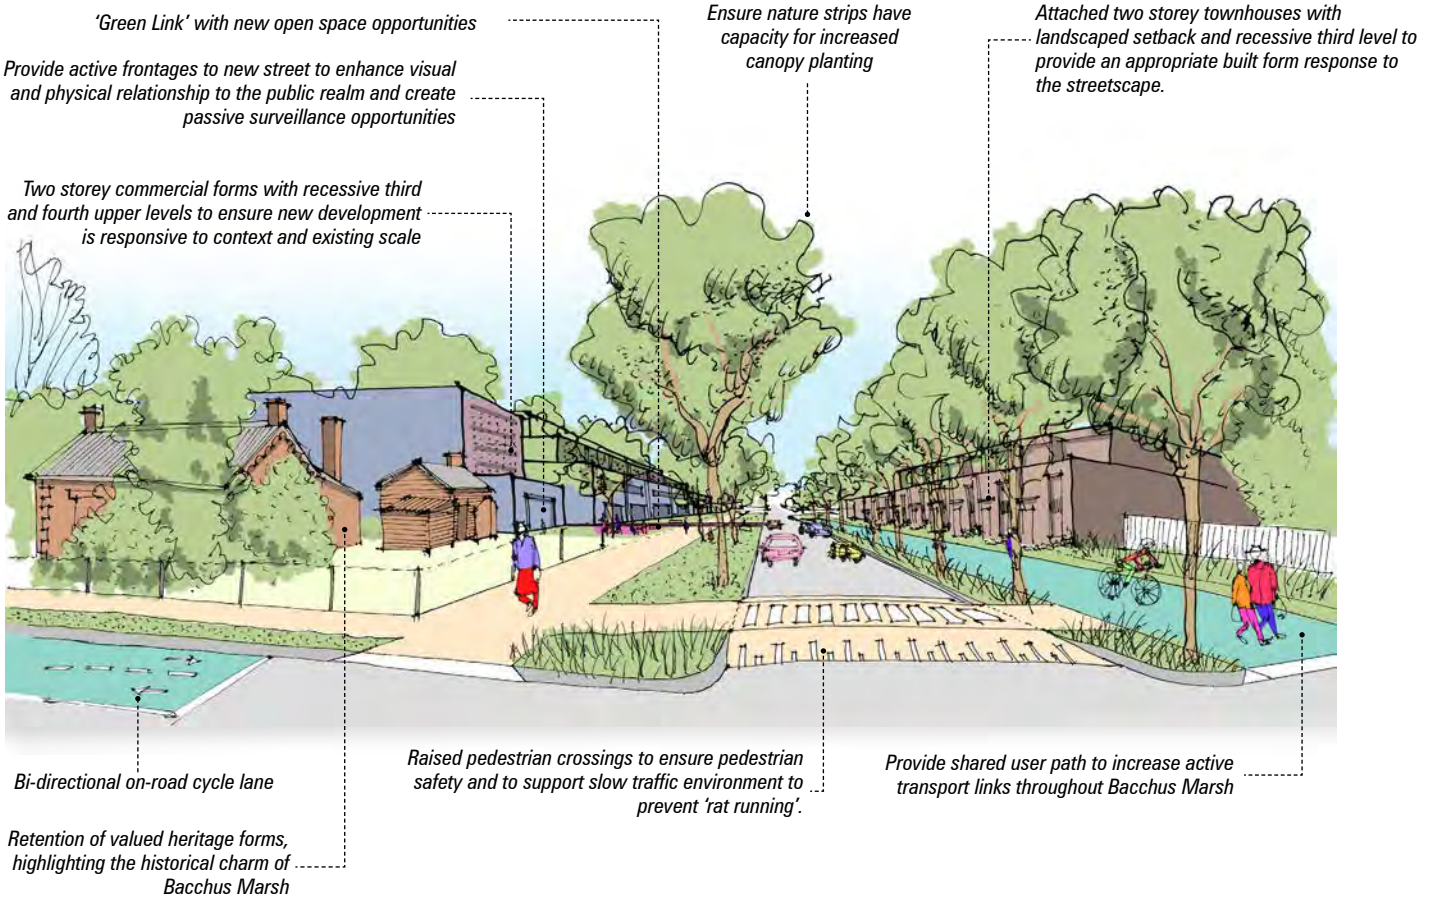 ‘Green Link’ with new open space opportunities
Provide active frontages to new street to enhance visual
and physical relationship to the public realm and create
passive surveillance opportunities
Two storey commercial forms with recessive third
and fourth upper levels to ensure new development
is responsive to context and existing scale
Ensure nature strips have
capacity for increased
canopy planting
Attached two storey townhouses with
landscaped setback and recessive third level to
provide an appropriate built form response to
the streetscape.
Bi-directional on-road cycle lane
Retention of valued heritage forms,
highlighting the historical charm of
Bacchus Marsh
Raised pedestrian crossings to ensure pedestrian
safety and to support slow traffic environment to
prevent ‘rat running’.
Provide shared user path to increase active
transport links throughout Bacchus Marsh